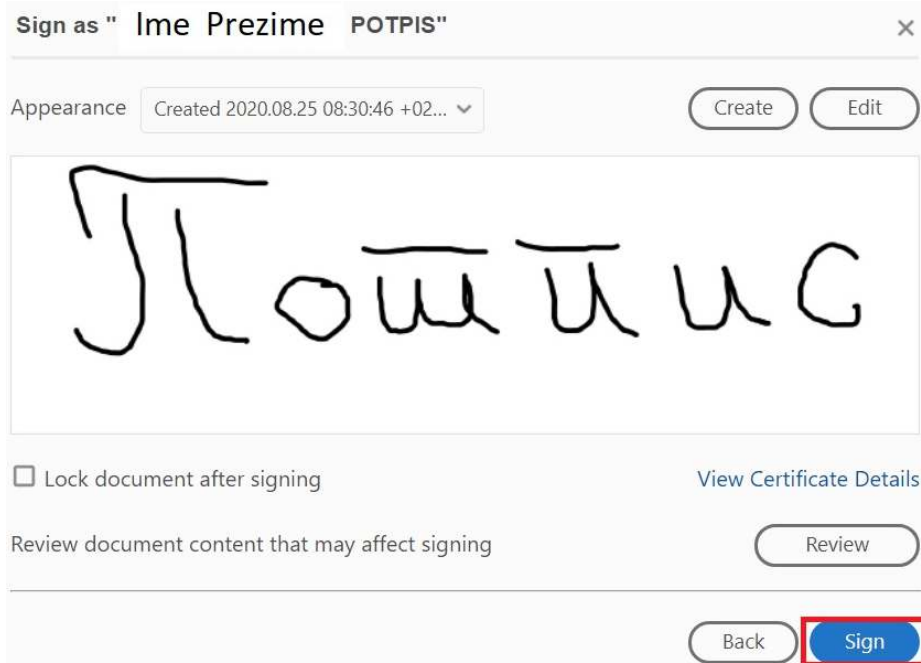 Sign as " Ime Prezime POTPIS"
×
Appearance Created 2020.08.25 08:30:46 +02... Create Edit
Потпис
Lock document after signing View Certificate Details
Review document content that may affect signing Review
Back Sign